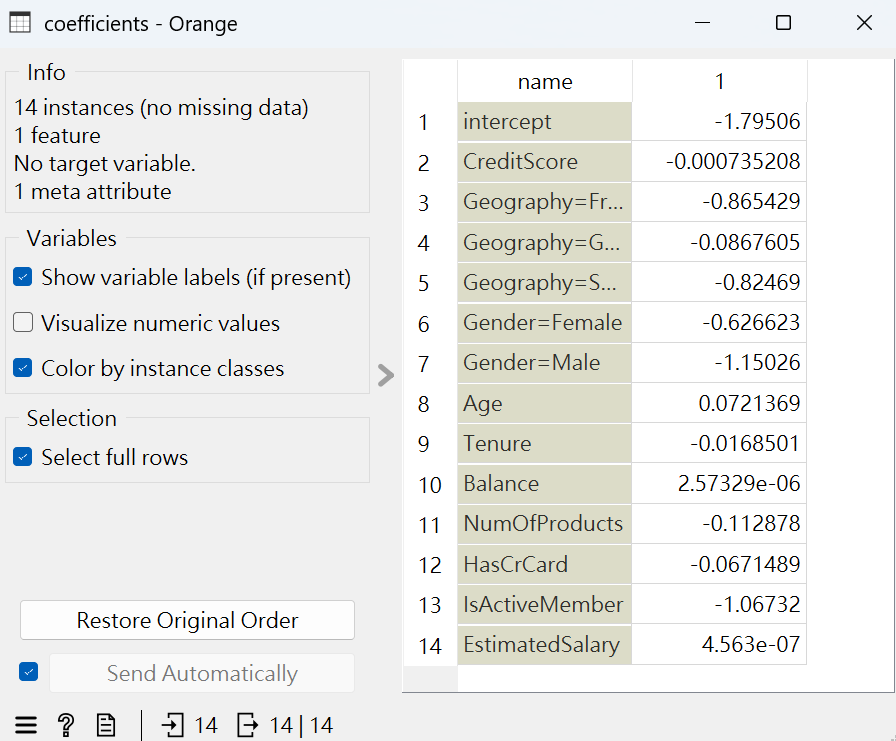 coefficients - Orange
Info
14 instances (no missing data)
1 feature
No target variable.
1 meta attribute
Variables
Show variable labels (if present)
Visualize numeric values
Color by instance classes
Selection
Select full rows
Restore Original Order
Send Automatically
14
14 | 14
name 1
1 intercept -1.79506
2 CreditScore -0.000735208
3 Geography=Fr... -0.865429
4 Geography=G... -0.0867605
5 Geography=S... -0.82469
6 Gender=Female -0.626623
7 Gender=Male -1.15026
8 Age 0.0721369
9 Tenure -0.0168501
10 Balance 2.57329e-06
11 NumOfProducts -0.112878
12 HasCrCard -0.0671489
13 IsActiveMember -1.06732
14 EstimatedSalary 4.563e-07